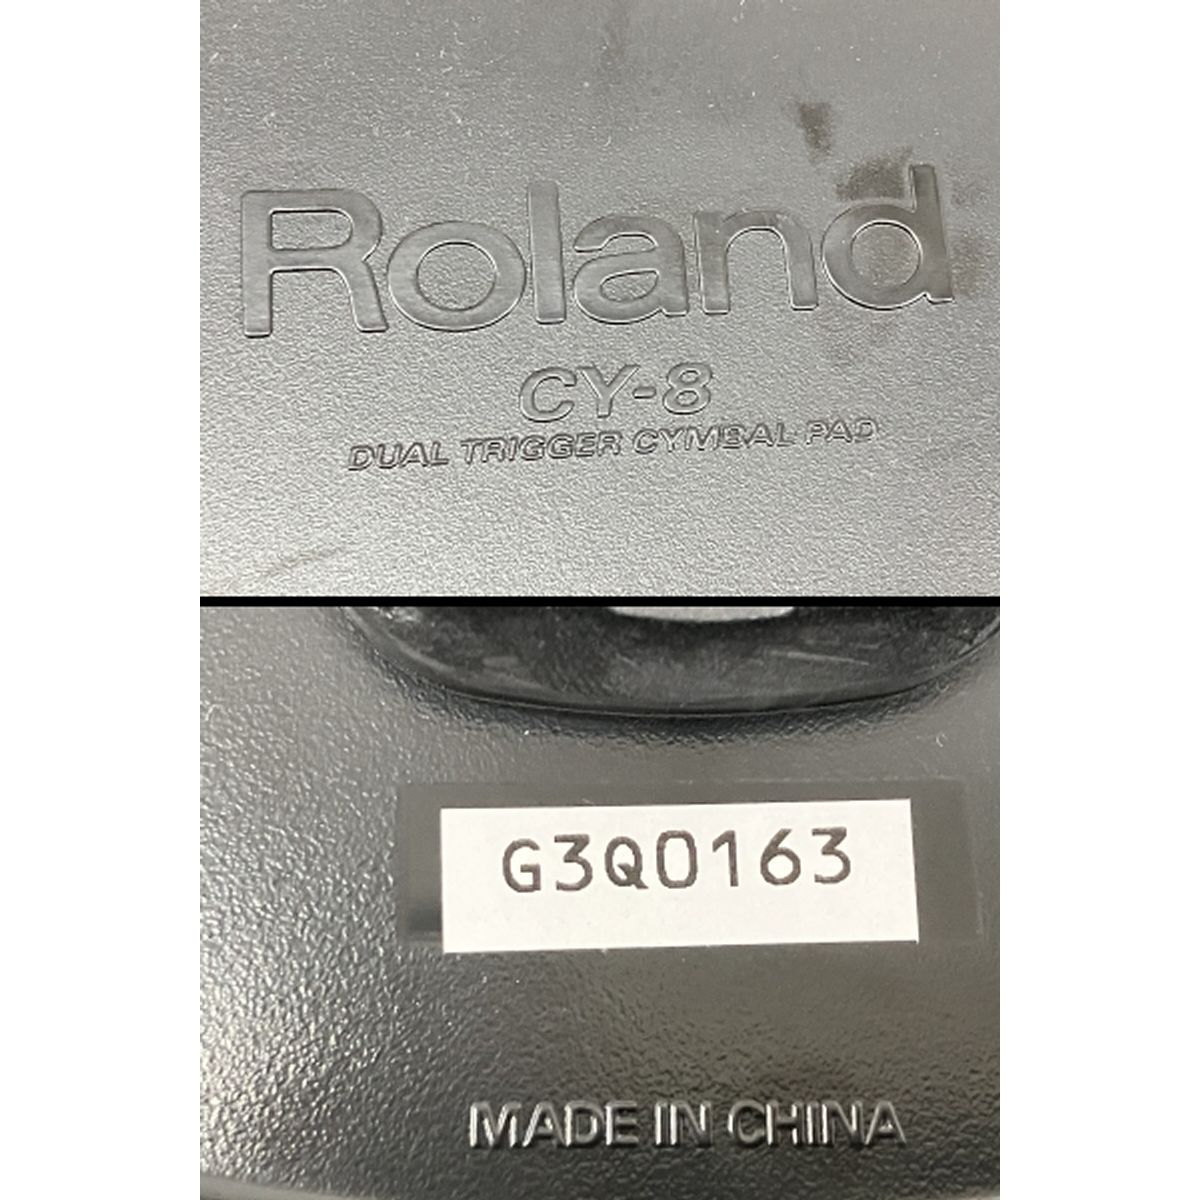 Roland
CY-8
DUAL TRIGGER CYMBAL PAD
G3Q0163
MADE IN CHINA